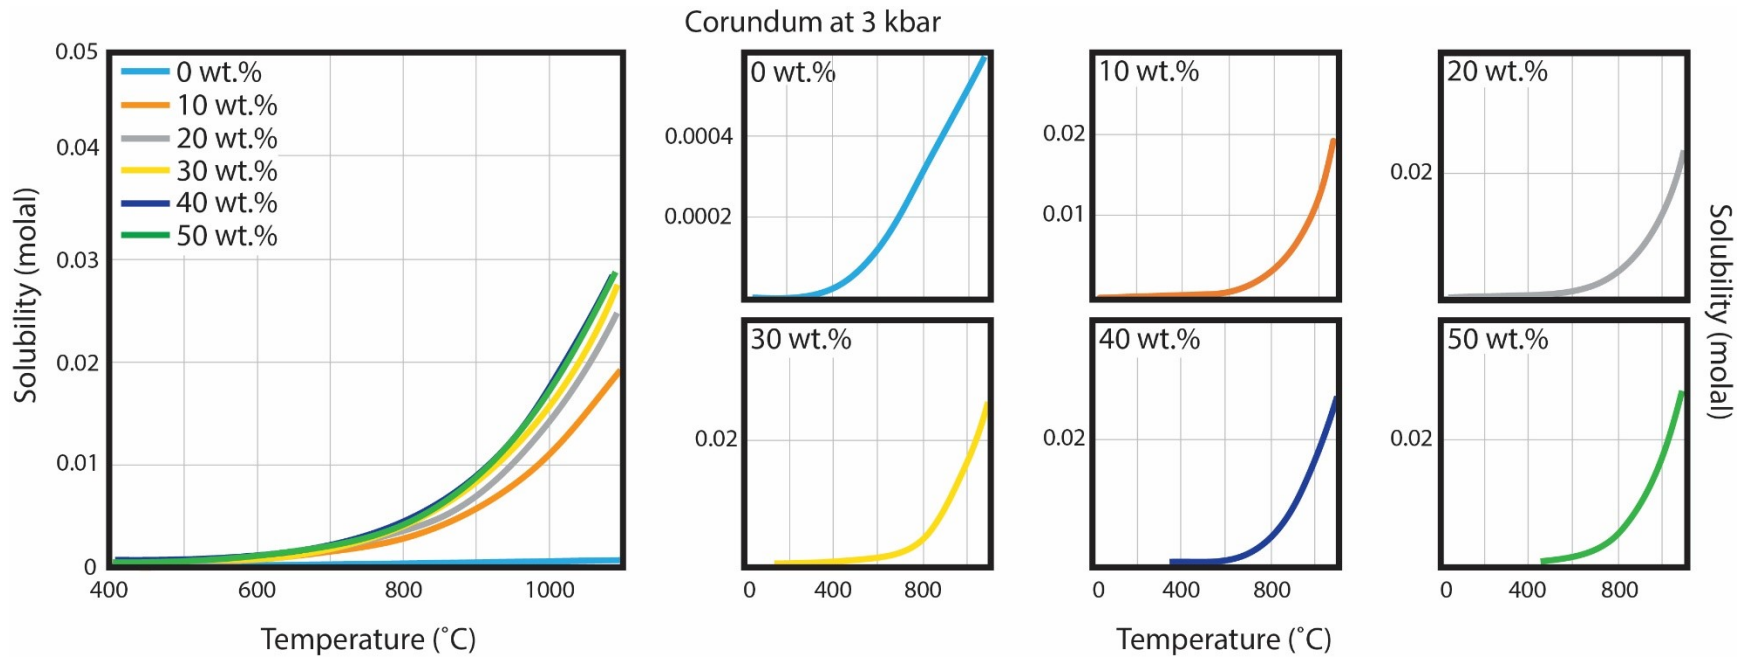 Corundum at 3 kbar
Solubility (molal)
0.05
0.04
0.03
0.02
0.01
0
0 wt.%
10 wt.%
20 wt.%
30 wt.%
40 wt.%
50 wt.%
400
600
800
1000
Temperature (˚C)
0 wt.%
0.0004
0.0002
10 wt.%
0.02
0.01
20 wt.%
0.02
30 wt.%
0.02
0
400
800
40 wt.%
0.02
0
400
800
50 wt.%
0.02
0
400
800
Temperature (˚C)
Solubility (molal)